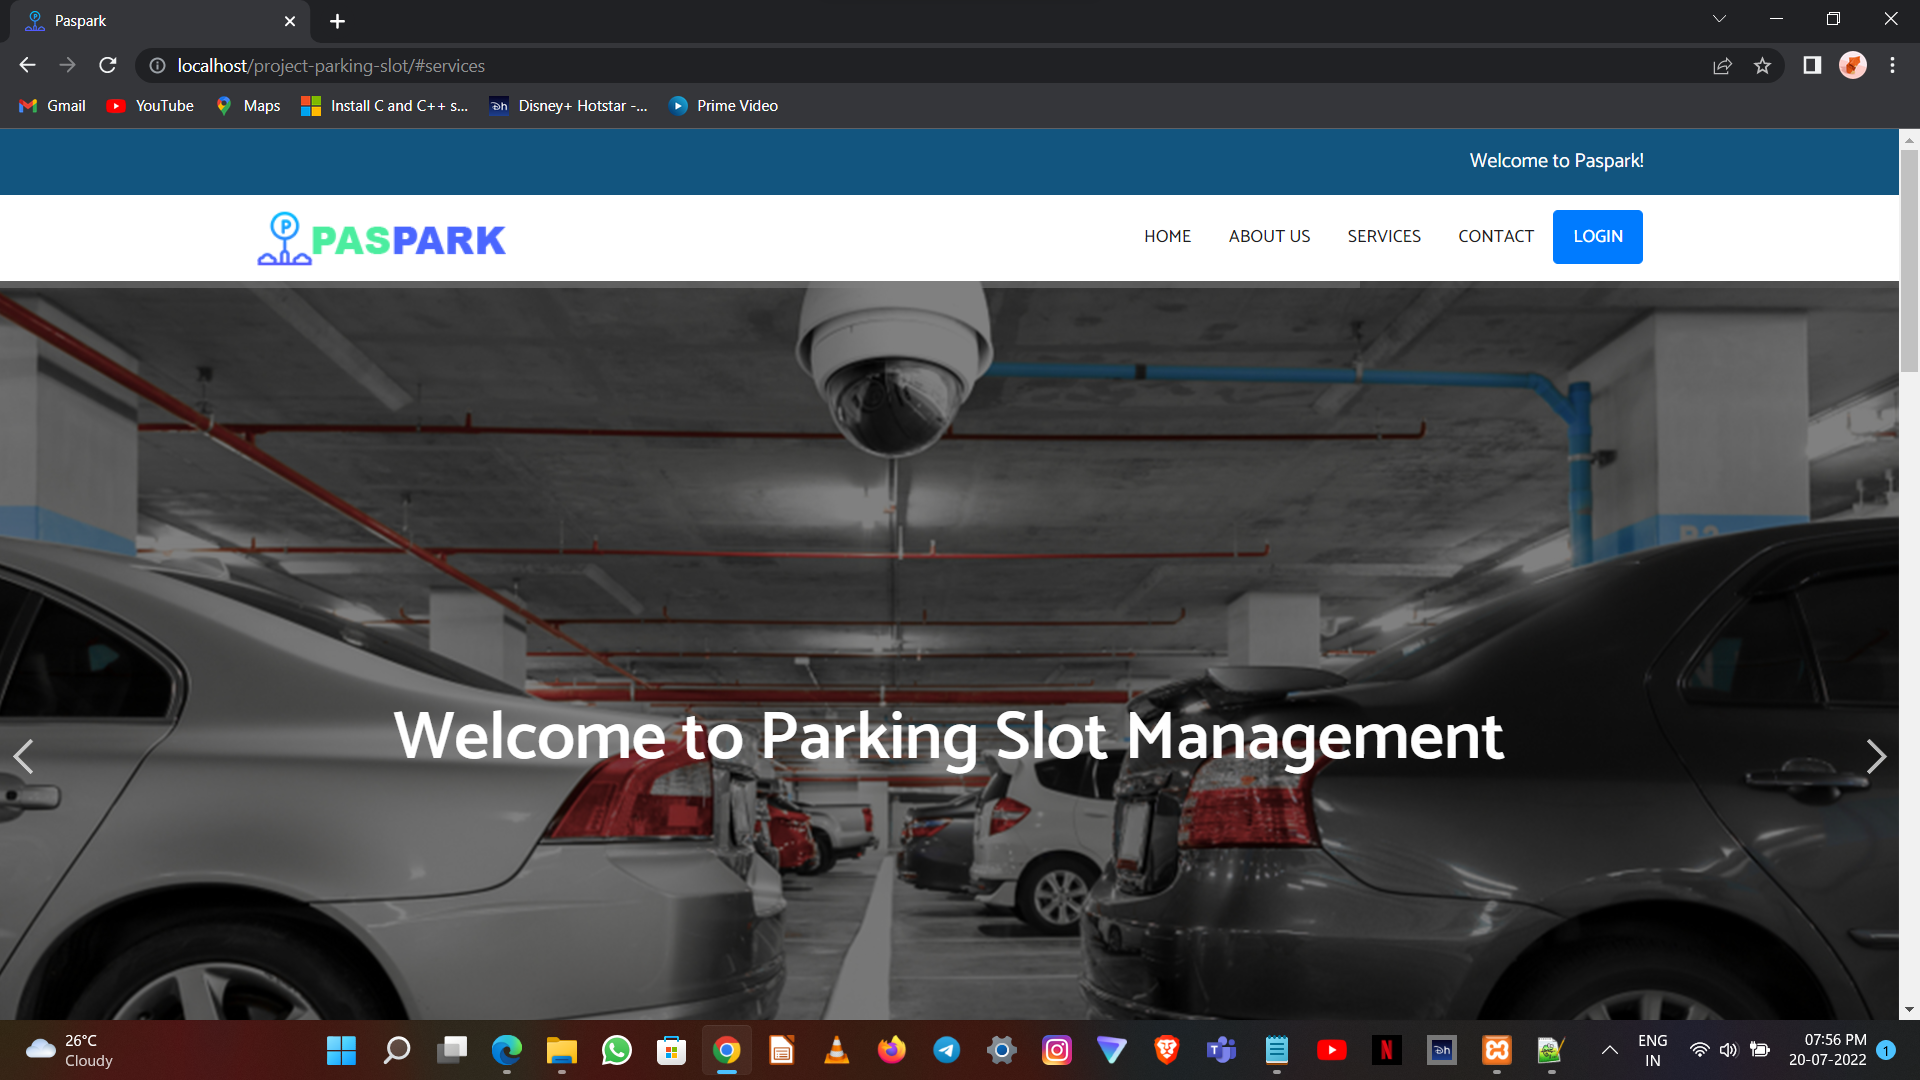 Paspark
localhost/project-parking-slot/#services
Gmail
YouTube
Maps
Install C and C++ s...
Disney+ Hotstar -...
Prime Video
Welcome to Paspark!
PASPARK
HOME
ABOUT US
SERVICES
CONTACT
LOGIN
Welcome to Parking Slot Management
26°C
Cloudy
ENG
IN
07:56 PM
20-07-2022
1